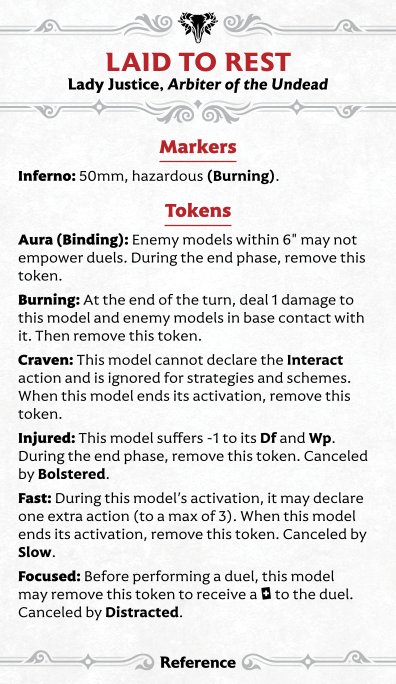 LAID TO REST
Lady Justice, Arbiter of the Undead
Markers
Inferno: 50mm, hazardous (Burning).
Tokens
Aura (Binding): Enemy models within 6" may not
empower duels. During the end phase, remove this
token.
Burning: At the end of the turn, deal 1 damage to
this model and enemy models in base contact with
it. Then remove this token.
Craven: This model cannot declare the Interact
action and is ignored for strategies and schemes.
When this model ends its activation, remove this
token.
Injured: This model suffers -1 to its Df and Wp.
During the end phase, remove this token. Canceled
by Bolstered.
Fast: During this model's activation, it may declare
one extra action (to a max of 3). When this model
ends its activation, remove this token. Canceled by
Slow.
Focused: Before performing a duel, this model
may remove this token to receive a + to the duel.
Canceled by Distracted.
Reference